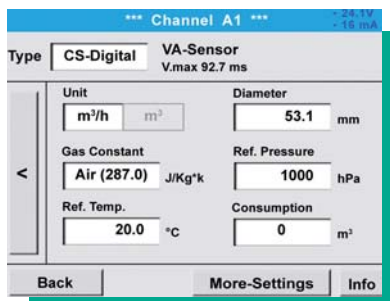 *** Channel A1 ***
- 24.1V
- 16 mA
Type CS-Digital VA-Sensor
V.max 92.7 ms
Unit Diameter
m³/h m³ 53.1 mm
Gas Constant Ref. Pressure
< Air (287.0) J/Kg*k 1000 hPa
Ref. Temp. Consumption
20.0 °C 0 m³
Back More-Settings Info